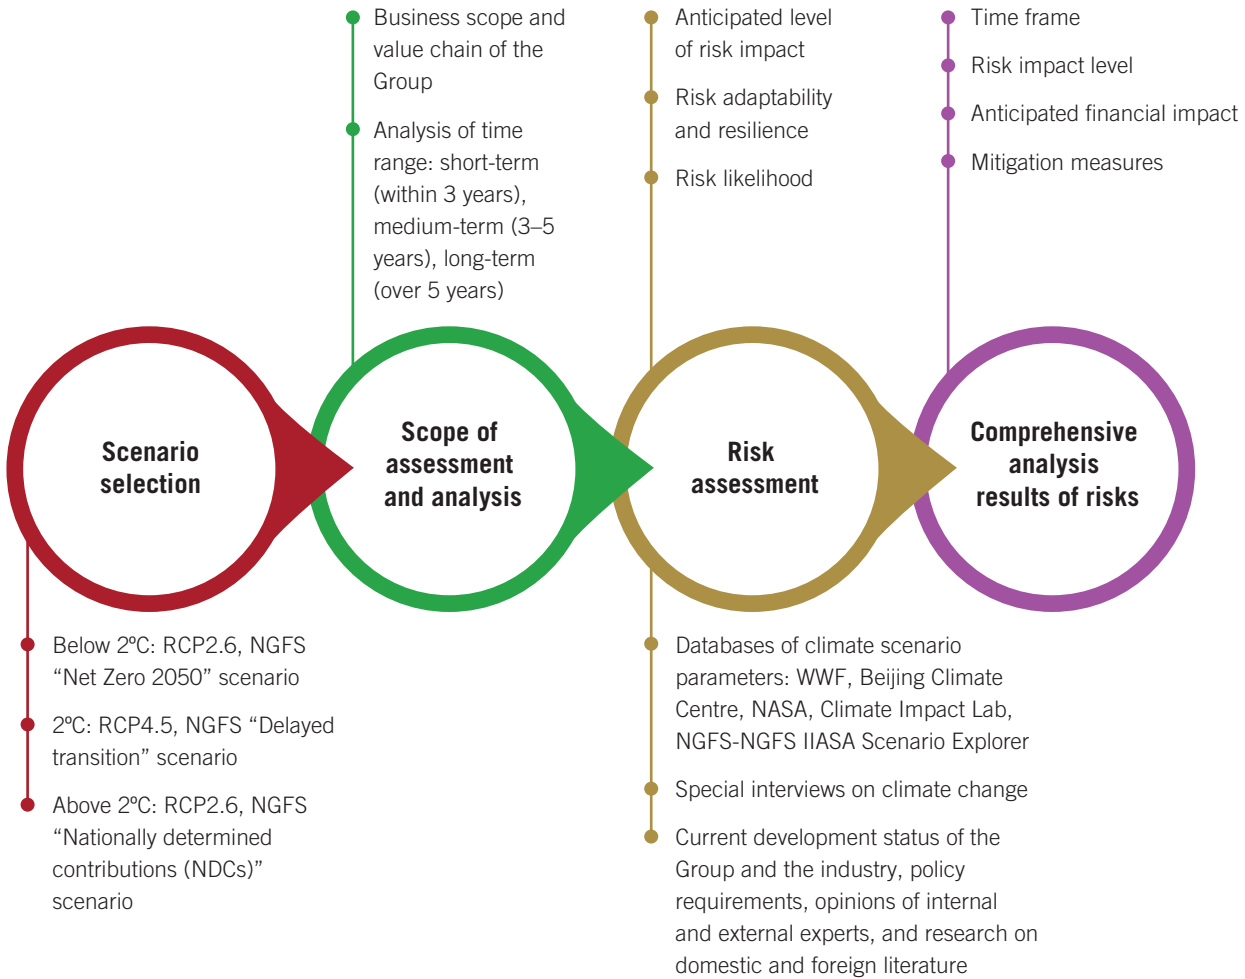 Business scope and
value chain of the
Group
Analysis of time
range: short-term
(within 3 years),
medium-term (3–5
years), long-term
(over 5 years)
Anticipated level
of risk impact
Risk adaptability
and resilience
Risk likelihood
Time frame
Risk impact level
Anticipated financial impact
Mitigation measures
Scenario
selection
Scope of
assessment
and analysis
Risk
assessment
Comprehensive
analysis
results of risks
Below 2ºC: RCP2.6, NGFS
“Net Zero 2050” scenario
2ºC: RCP4.5, NGFS “Delayed
transition” scenario
Above 2ºC: RCP2.6, NGFS
“Nationally determined
contributions (NDCs)”
scenario
Databases of climate scenario
parameters: WWF, Beijing Climate
Centre, NASA, Climate Impact Lab,
NGFS-NGFS IIASA Scenario Explorer
Special interviews on climate change
Current development status of the
Group and the industry, policy
requirements, opinions of internal
and external experts, and research on
domestic and foreign literature